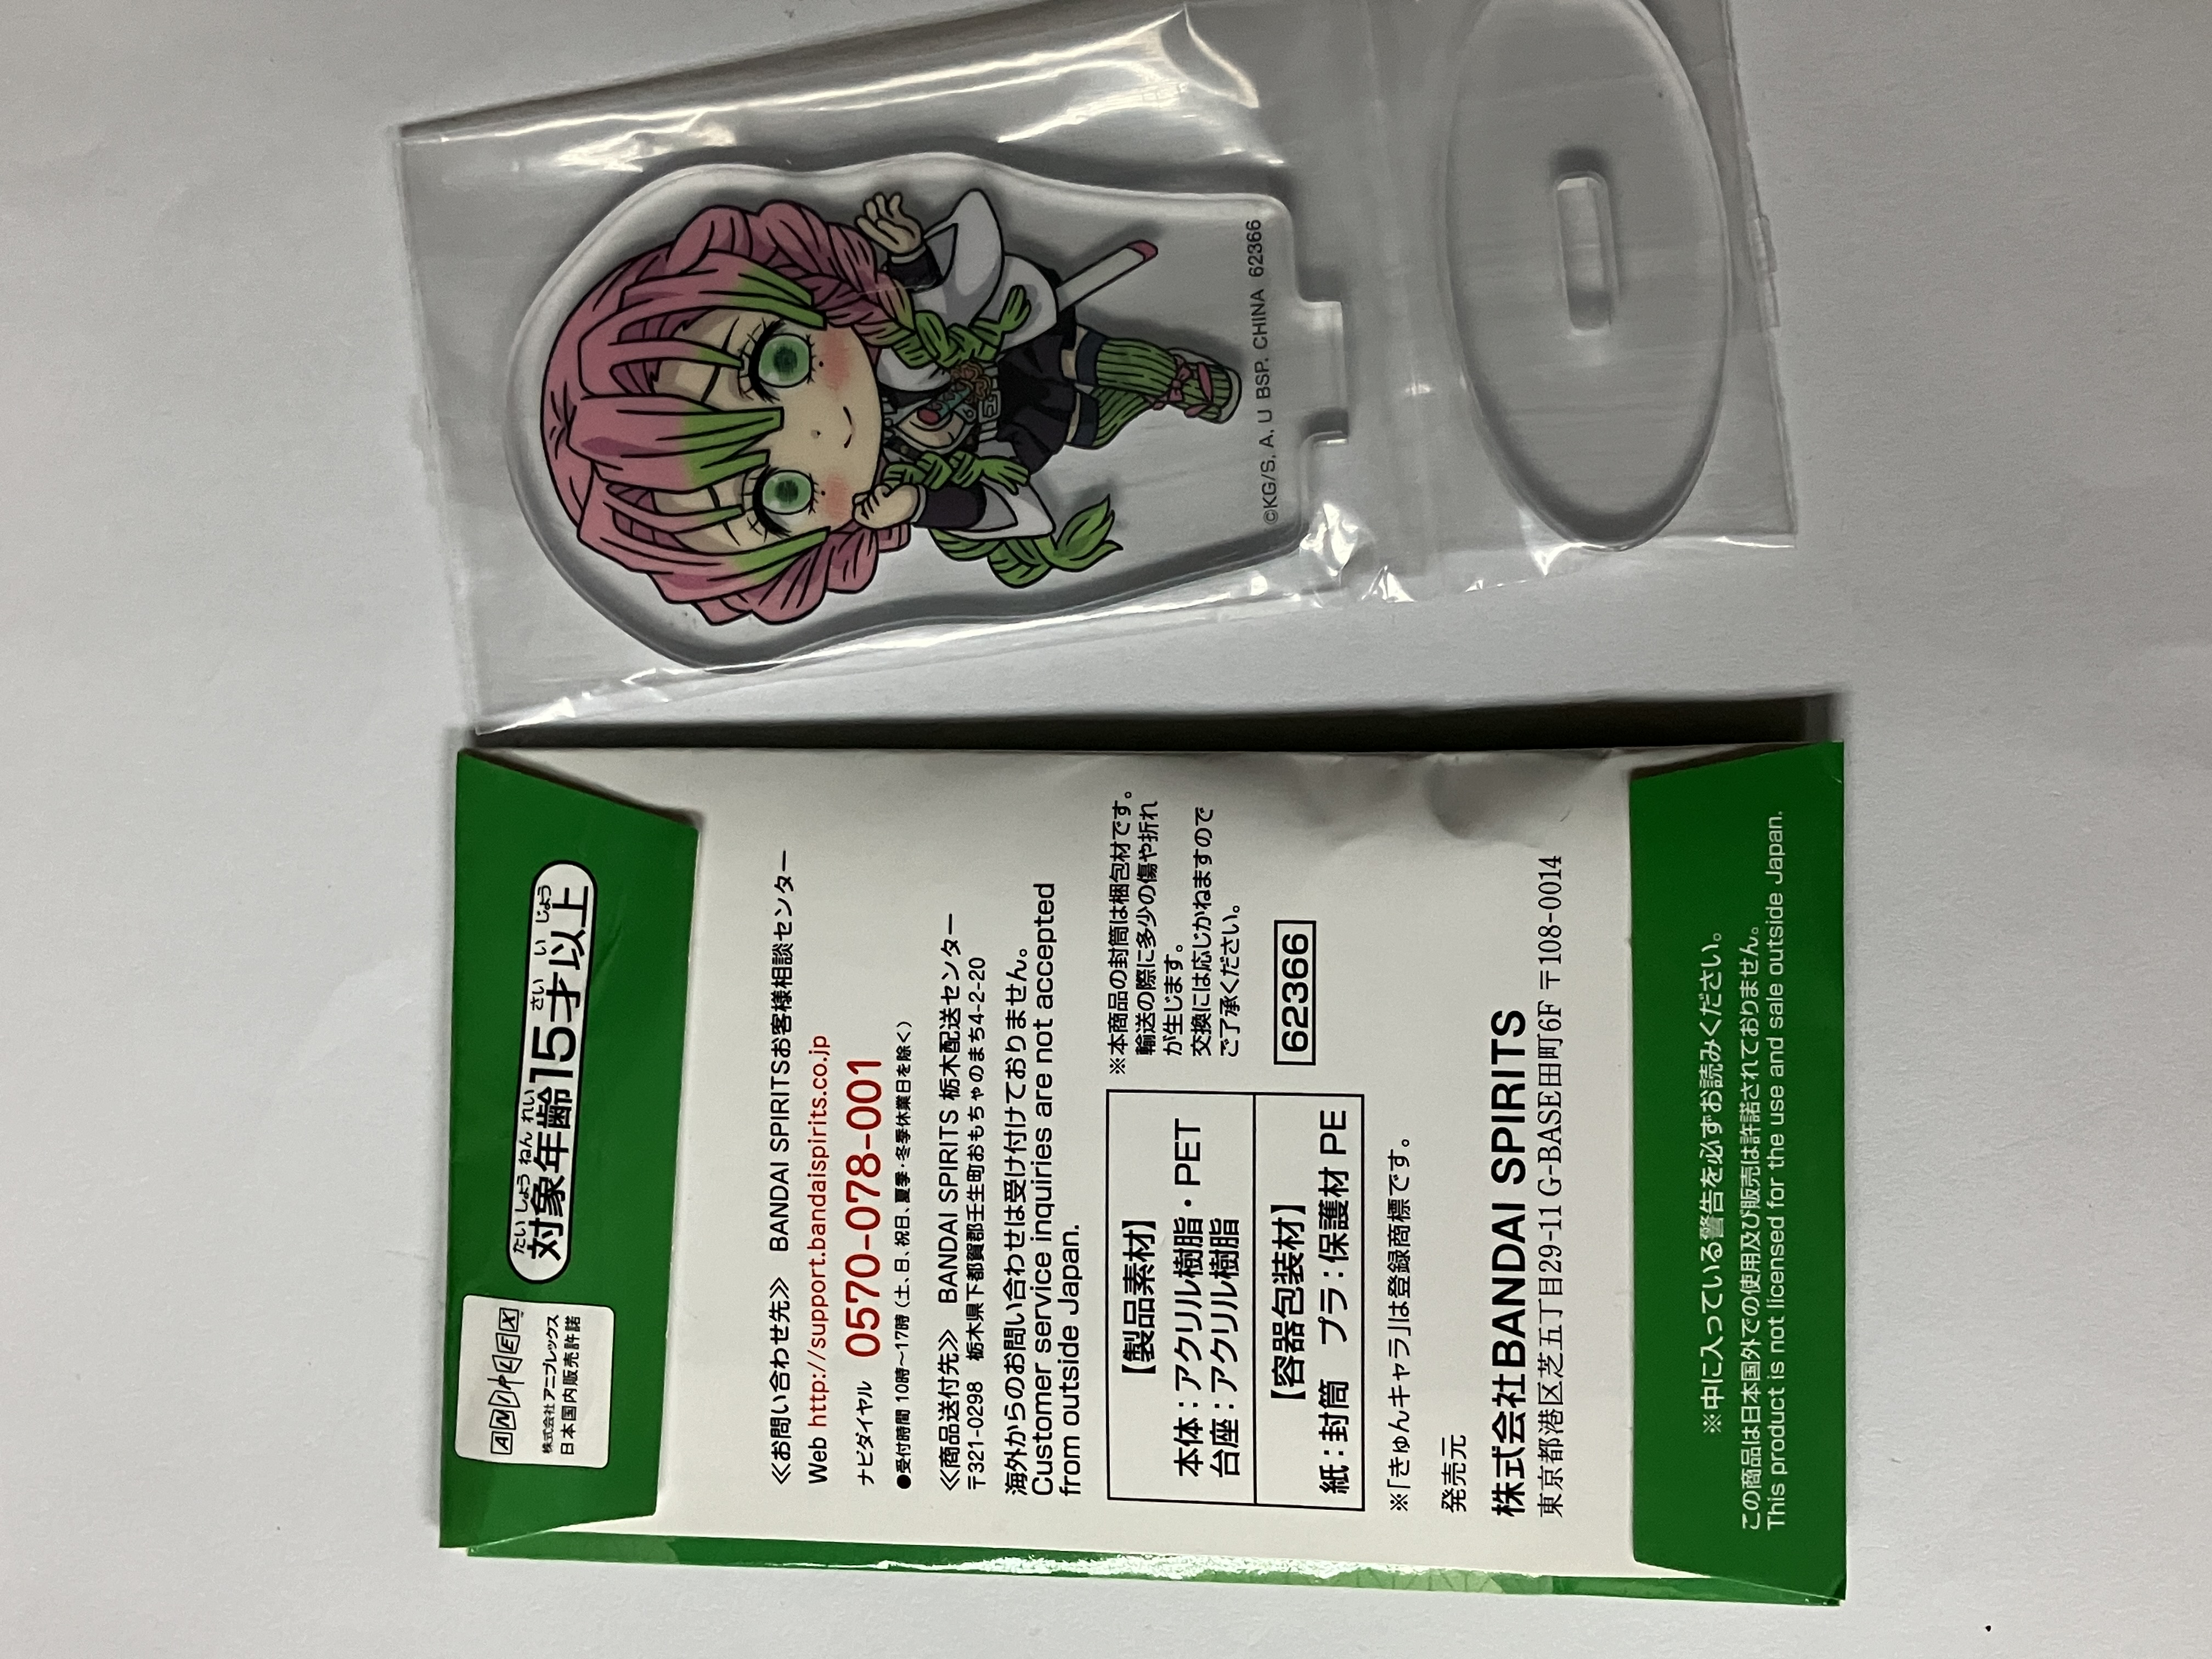 ©KG/S, A, U BSP, CHINA 62366
ANIPLEX
株式会社アニプレックス
日本国内販売許諾
たいしょうねんれい さい いじょう
対象年齢15才以上
≪お問い合わせ先≫ BANDAI SPIRITSお客様相談センター
Web http://support.bandaispirits.co.jp
ナビダイヤル 0570-078-001
●受付時間 10時～17時(土、日、祝日、夏季・冬季休業日を除く)
≪商品送付先≫ BANDAI SPIRITS 栃木配送センター
〒321-0298 栃木県下都賀郡壬生町おもちゃのまち4-2-20
海外からのお問い合わせは受け付けておりません。
Customer service inquiries are not accepted
from outside Japan.
【製品素材】
本体：アクリル樹脂・PET
台座：アクリル樹脂
【容器包装材】
紙：封筒 プラ：保護材 PE
※本商品の封筒は梱包材です。
輸送の際に多少の傷や折れ
が生じます。
交換には応じかねますので
ご了承ください。
62366
※「きゅんキャラ」は登録商標です。
発売元
株式会社BANDAI SPIRITS
東京都港区芝五丁目29-11 G-BASE田町6F 〒108-0014
※中に入っている警告を必ずお読みください。
この商品は日本国外での使用及び販売は許諾されておりません。
This product is not licensed for the use and sale outside Japan.